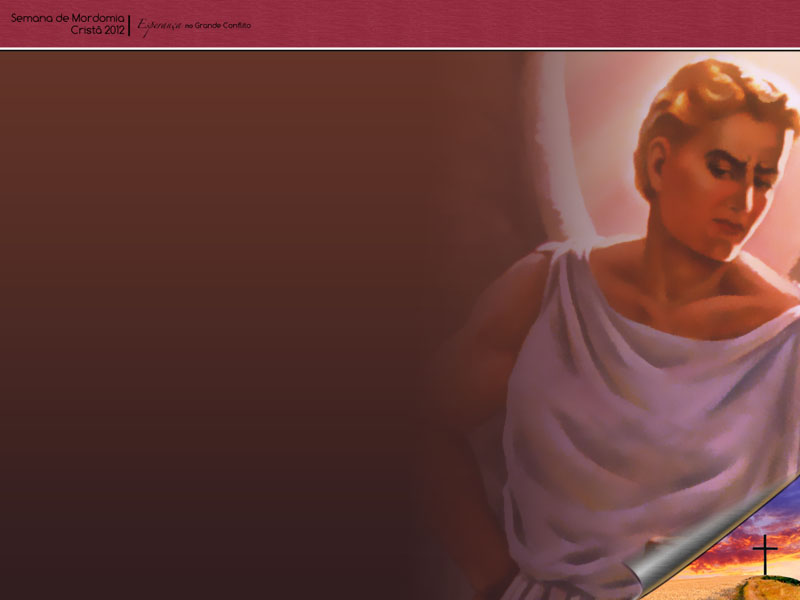 Semana de Mordomia
Cristã 2012
Esperança no Grande Conflito